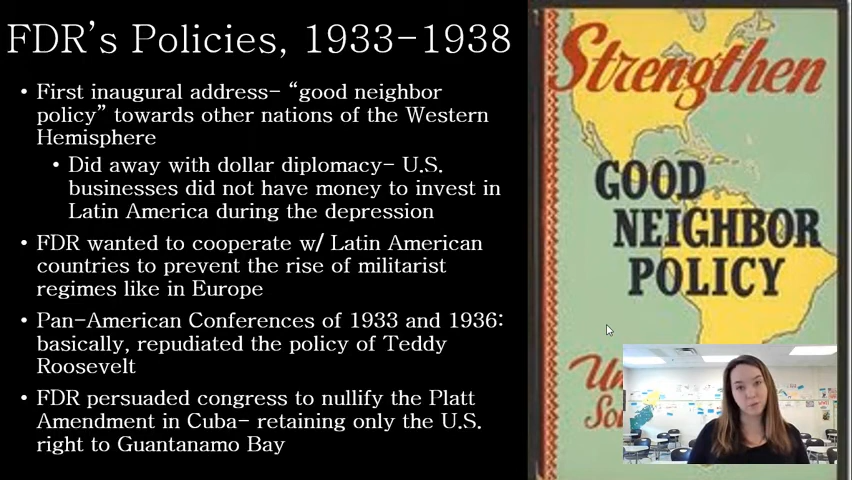 FDR's Policies, 1933-1938
• First inaugural address- “good neighbor
policy” towards other nations of the Western
Hemisphere
• Did away with dollar diplomacy- U.S.
businesses did not have money to invest in
Latin America during the depression
• FDR wanted to cooperate w/ Latin American
countries to prevent the rise of militarist
regimes like in Europe
• Pan-American Conferences of 1933 and 1936:
basically, repudiated the policy of Teddy
Roosevelt
• FDR persuaded congress to nullify the Platt
Amendment in Cuba- retaining only the U.S.
right to Guantanamo Bay
Strengthen
GOOD
NEIGHBOR
POLICY